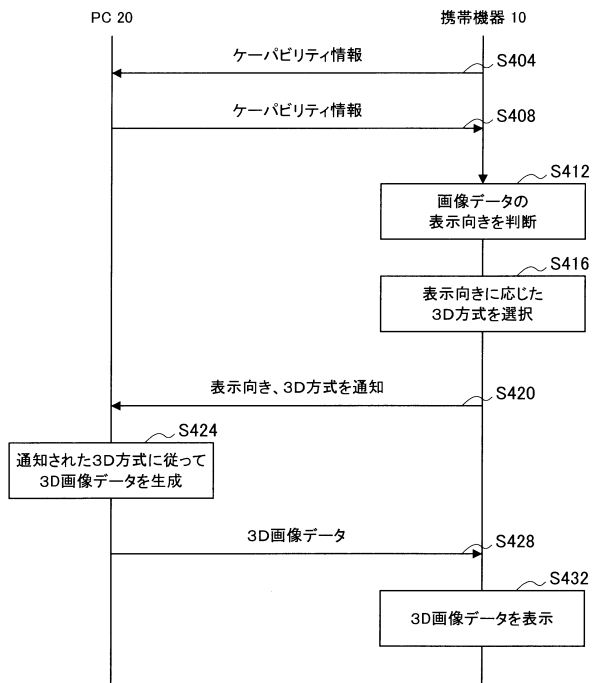 PC 20
携帯機器 10
ケーパビリティ情報
S404
ケーパビリティ情報
S408
S412
画像データの
表示向きを判断
S416
表示向きに応じた
3D方式を選択
表示向き、3D方式を通知
S420
S424
通知された3D方式に従って
3D画像データを生成
3D画像データ
S428
S432
3D画像データを表示